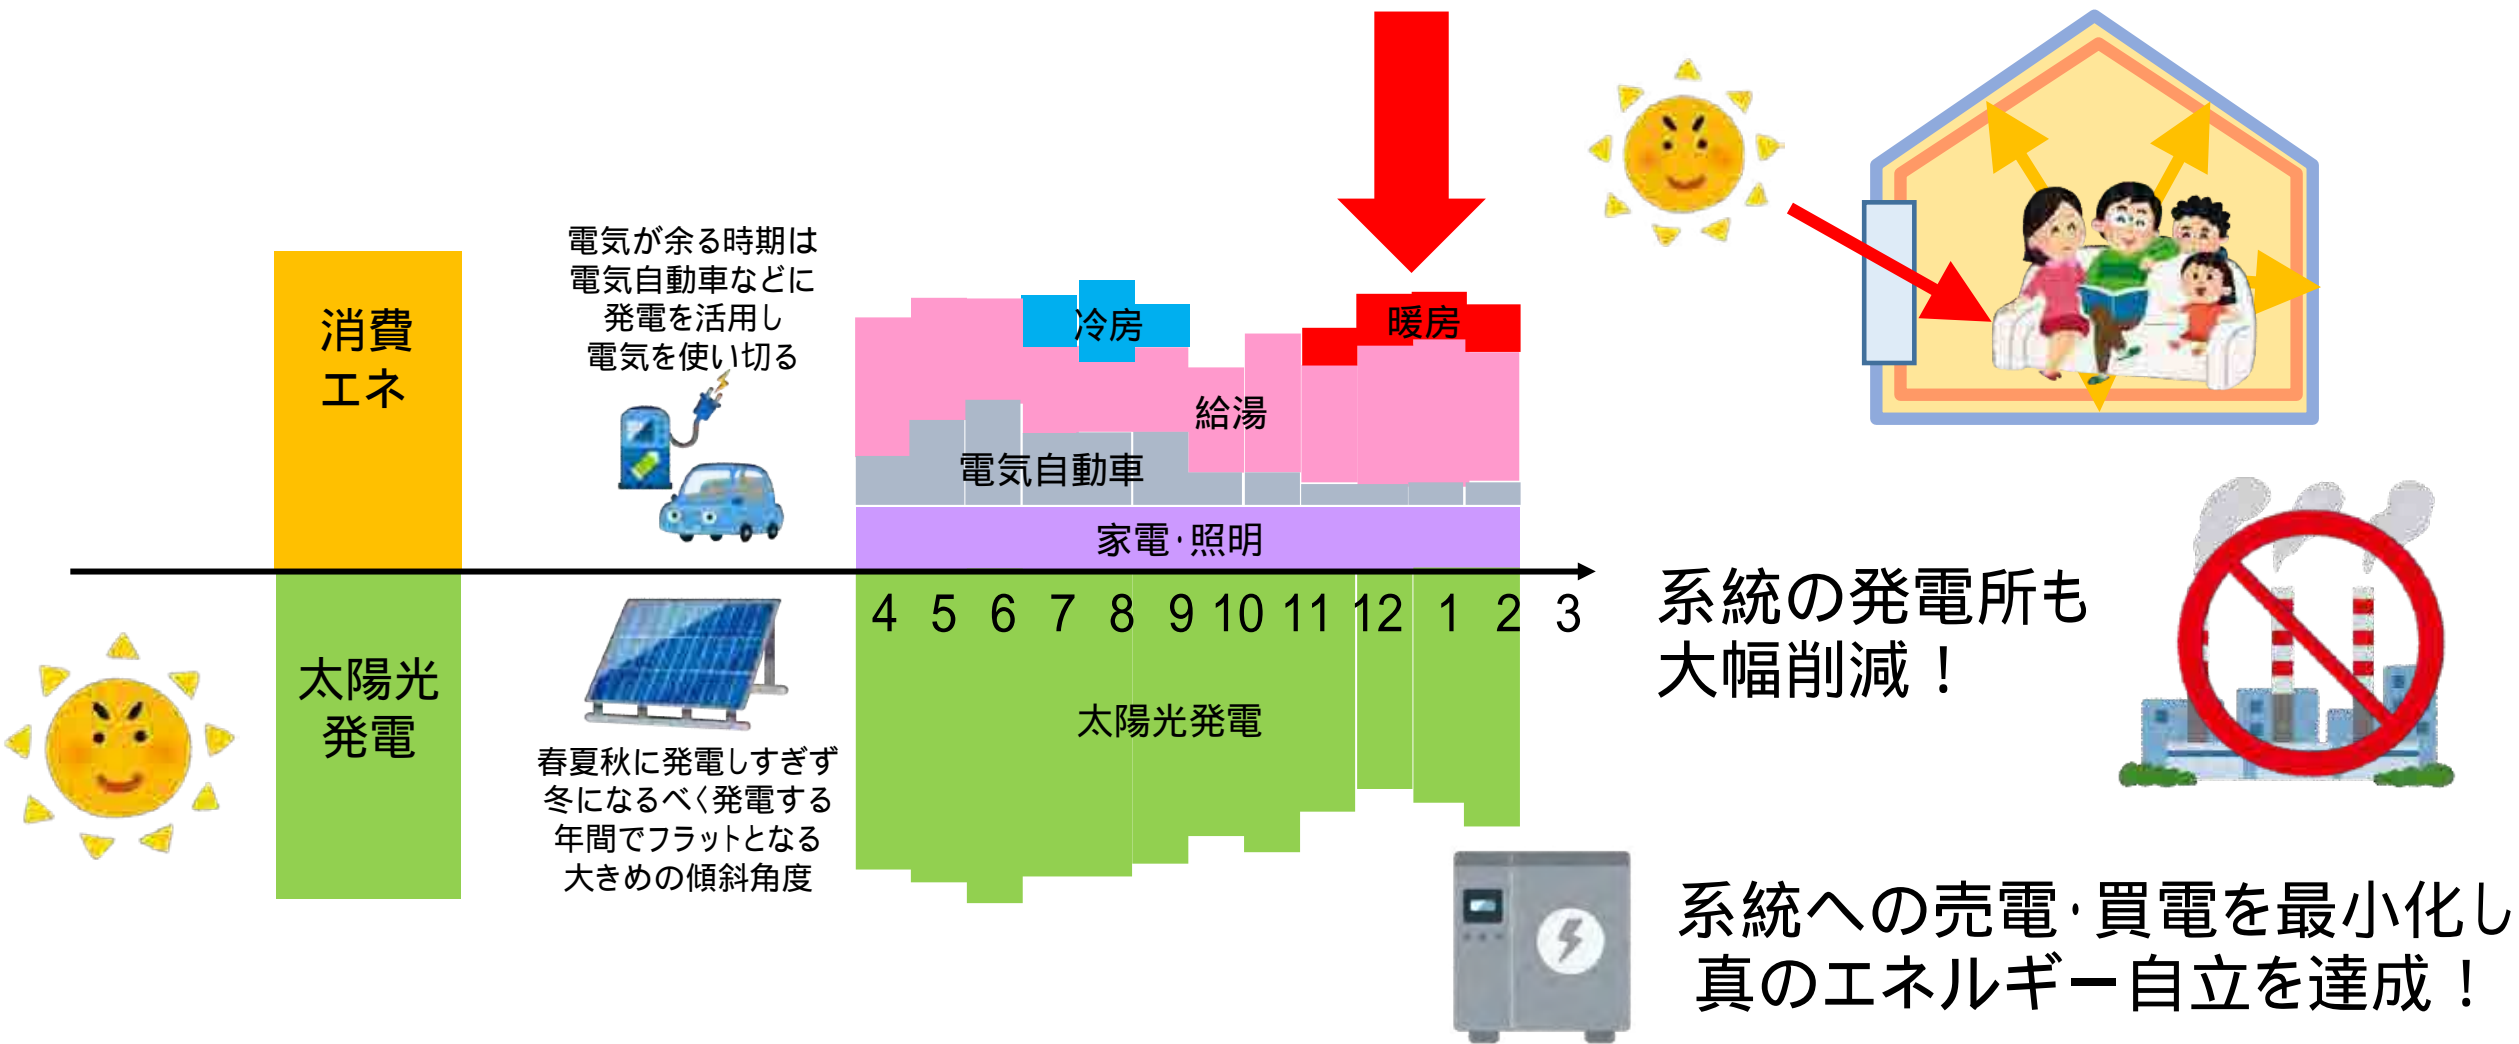 消費
エネ
太陽光
発電
電気が余る時期は
電気自動車などに
発電を活用し
電気を使い切る
春夏秋に発電しすぎず
冬になるべく発電する
年間でフラットとなる
大きめの傾斜角度
冷房
暖房
給湯
電気自動車
家電・照明
4 5 6 7 8 9 10 11 12 1 2 3
太陽光発電
系統の発電所も
大幅削減！
系統への売電・買電を最小化し
真のエネルギー自立を達成！